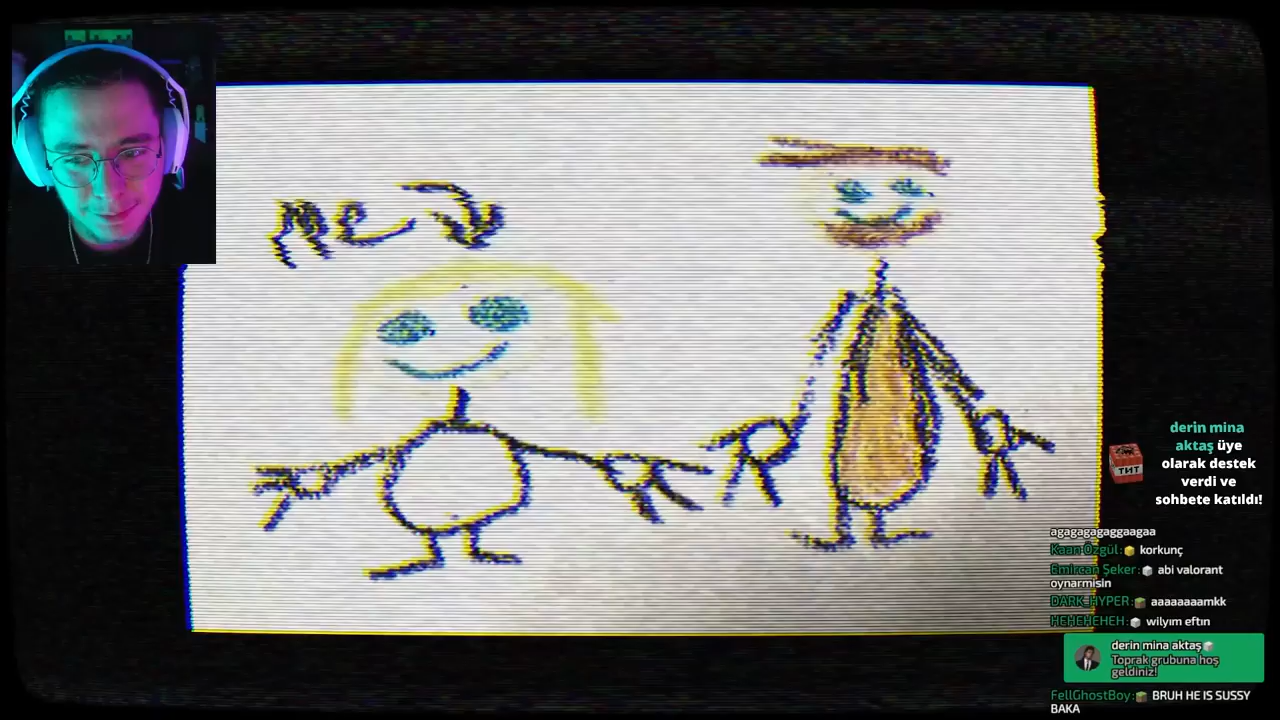 Me
derin mina
aktaş üye
olarak destek
verdi ve
sohbete katıldı!
agagagagaggaagaa
Kaan Özgül: korkunç
Emircan Şeker: abi valorant
oynarmisin
DARK_HYPER: aaaaaaaamkk
HEHEHEHEH: wilyım eftın
derin mina aktaş
Toprak grubuna hoş
geldiniz!
FellGhostBoy: BRUH HE IS SUSSY
BAKA